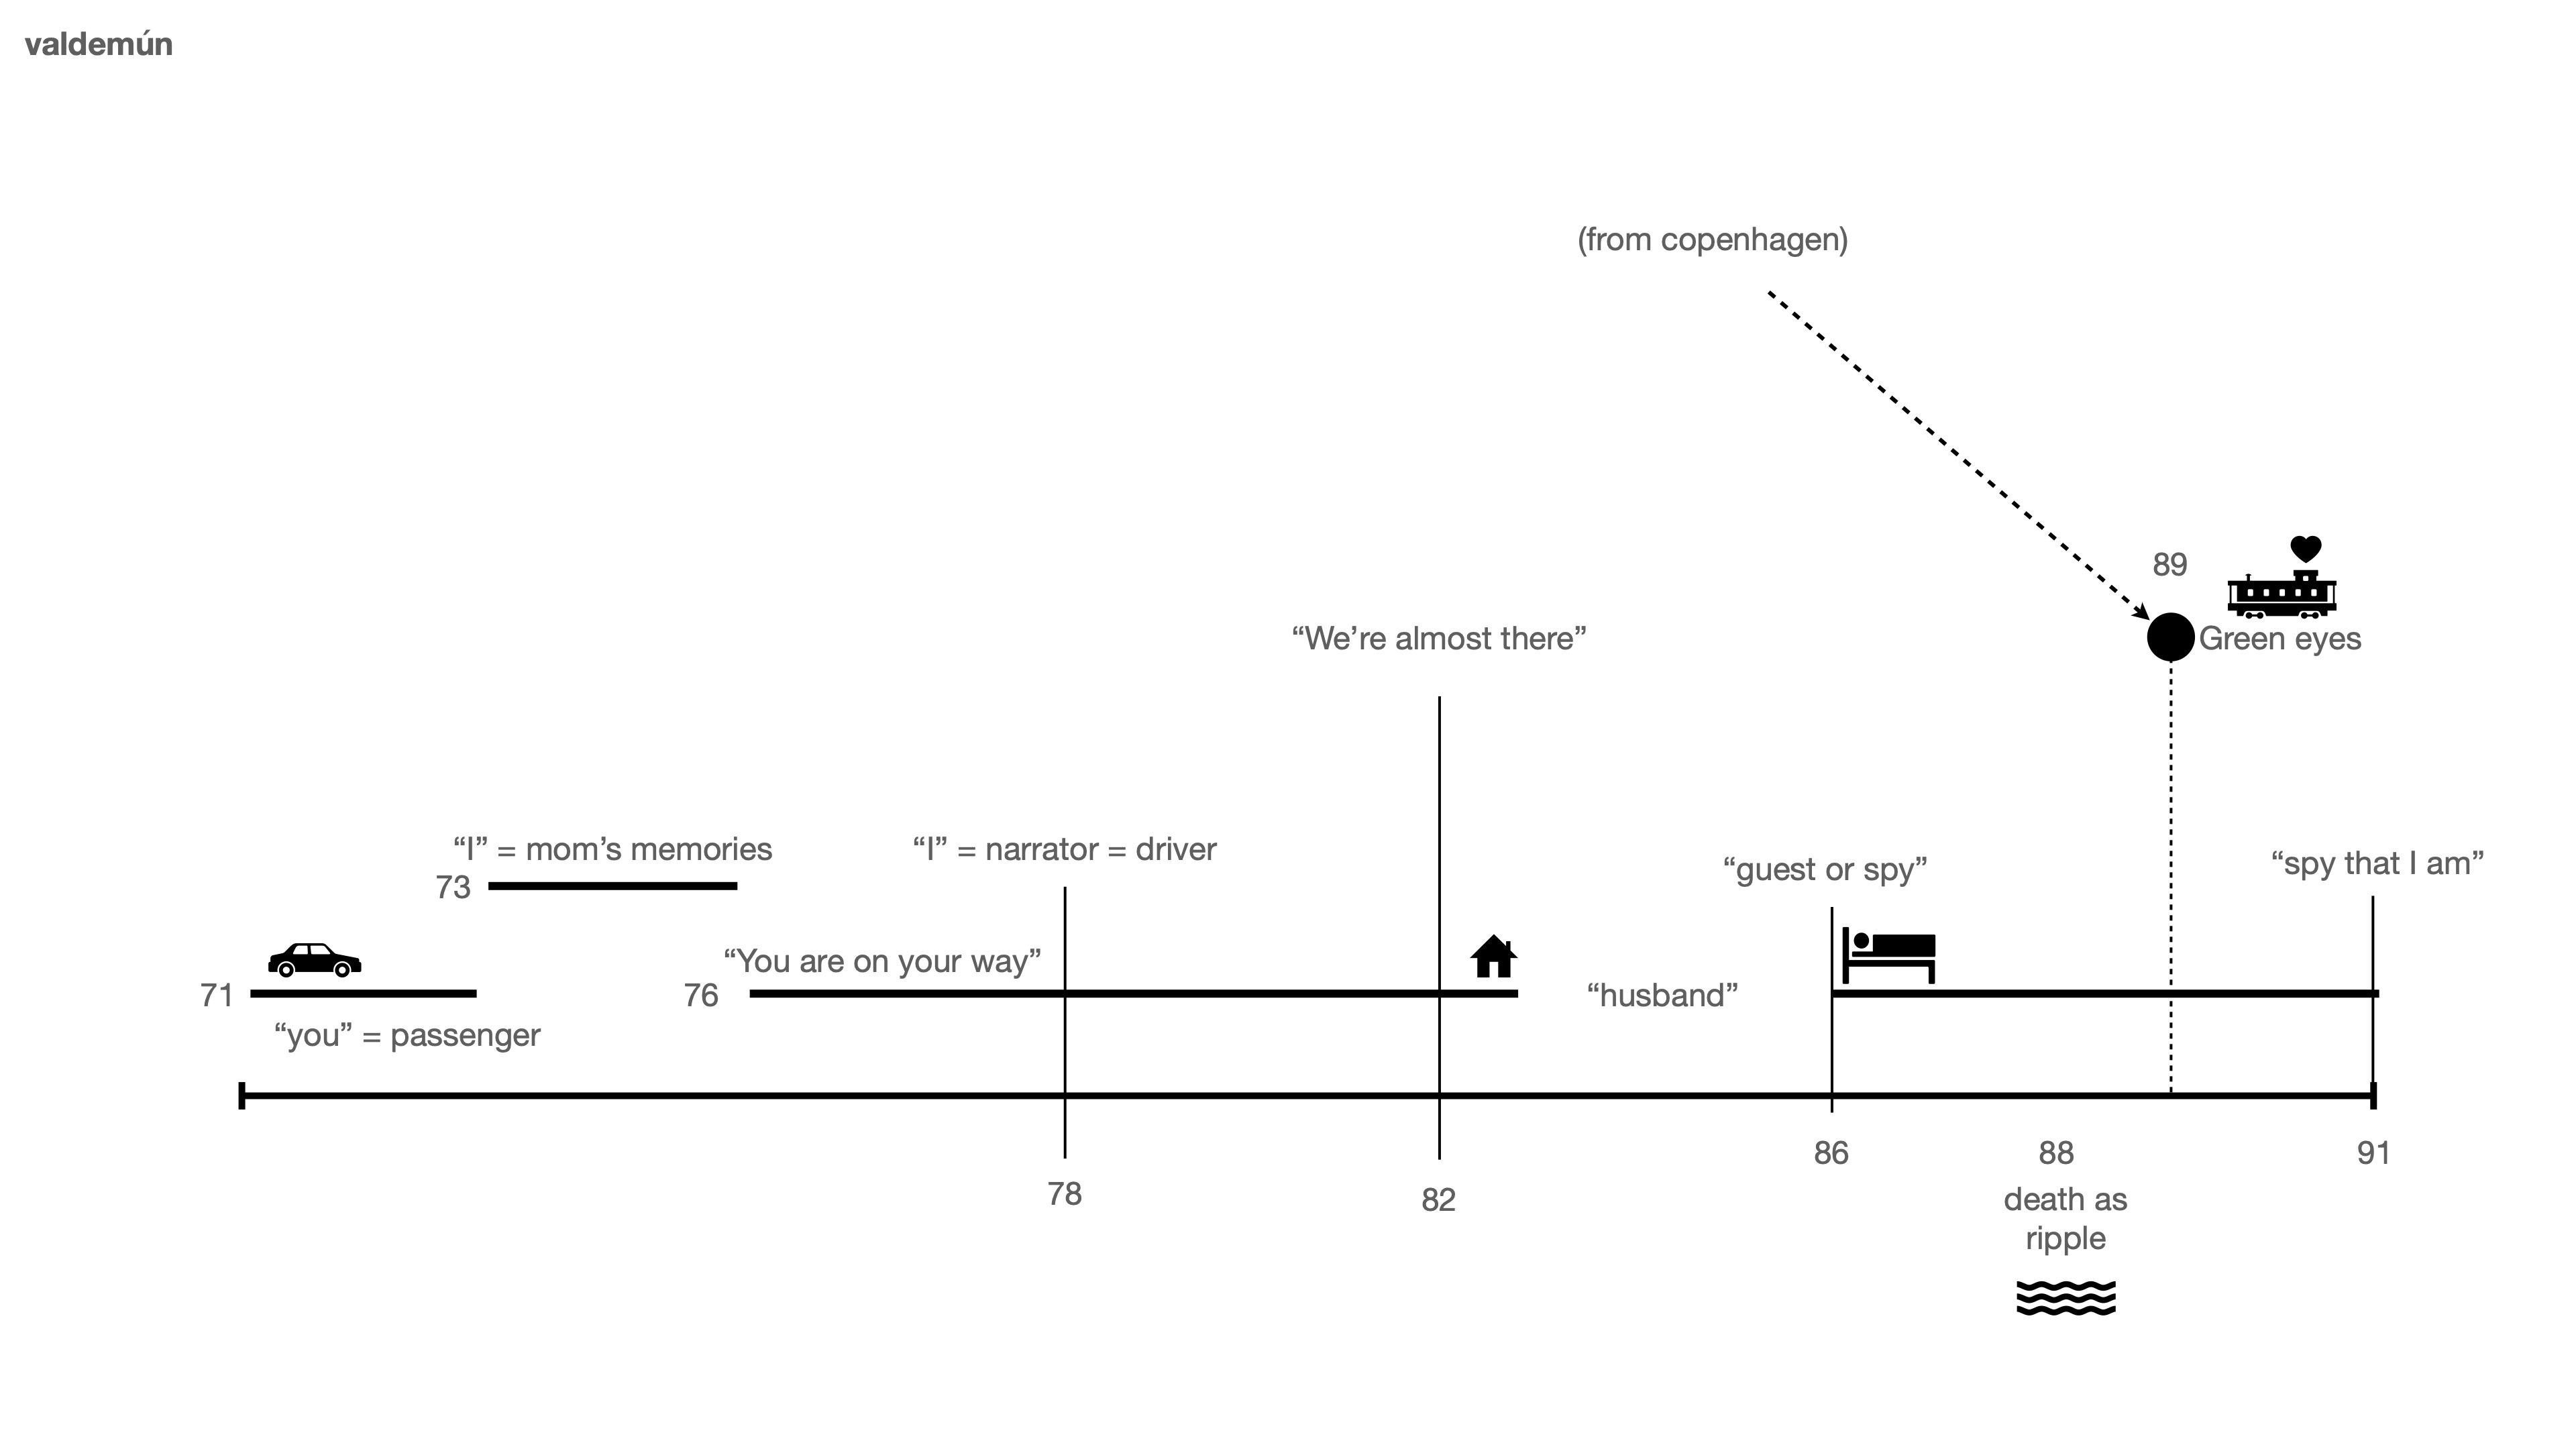 valdemún
(from copenhagen)
89
“We’re almost there”
Green eyes
“I” = mom’s memories
“I” = narrator = driver
“guest or spy”
“spy that I am”
73
“You are on your way”
71
76
“husband”
“you” = passenger
86
88
91
78
82
death as
ripple